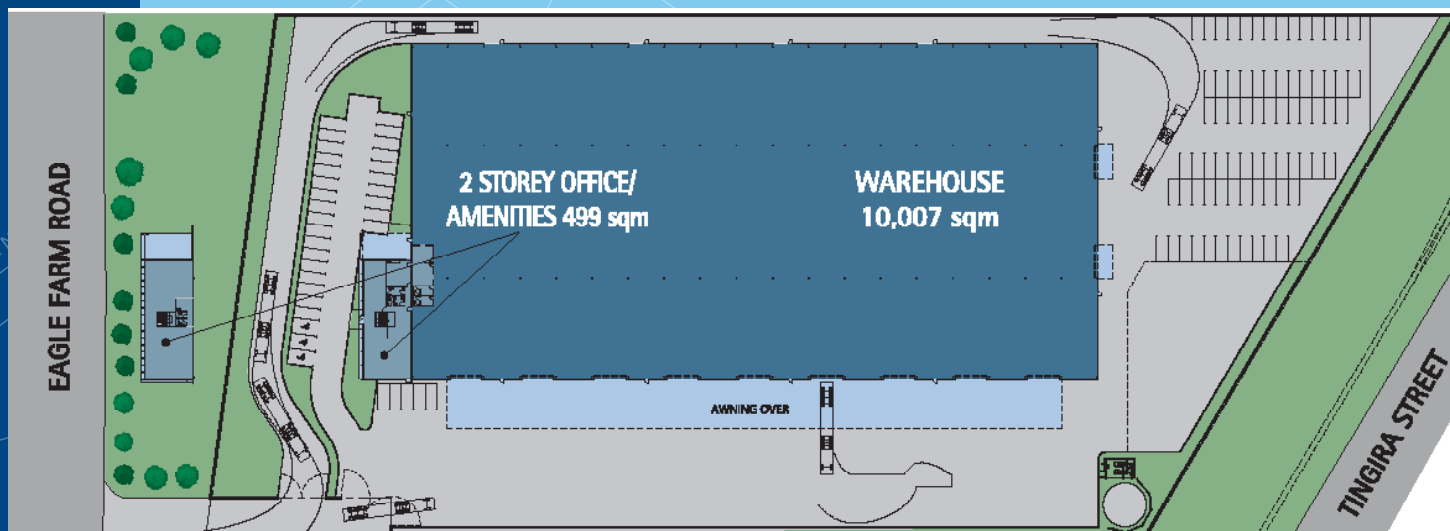 EAGLE FARM ROAD
2 STOREY OFFICE/
AMENITIES 499 sqm
WAREHOUSE
10,007 sqm
AWNING OVER
TINGIRA STREET